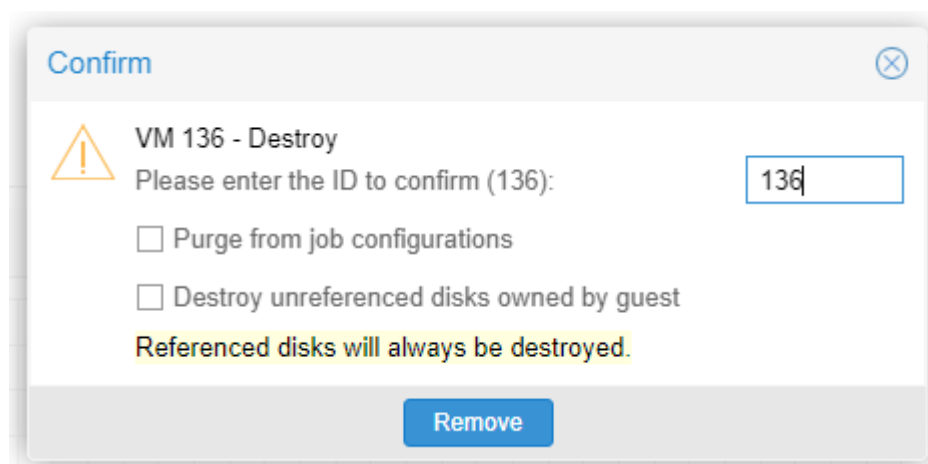 Confirm
VM 136 - Destroy
Please enter the ID to confirm (136):
136
Purge from job configurations
Destroy unreferenced disks owned by guest
Referenced disks will always be destroyed.
Remove